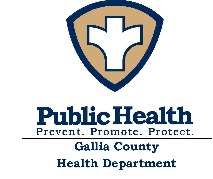 Public Health
Prevent. Promote. Protect.
Gallia County
Health Department